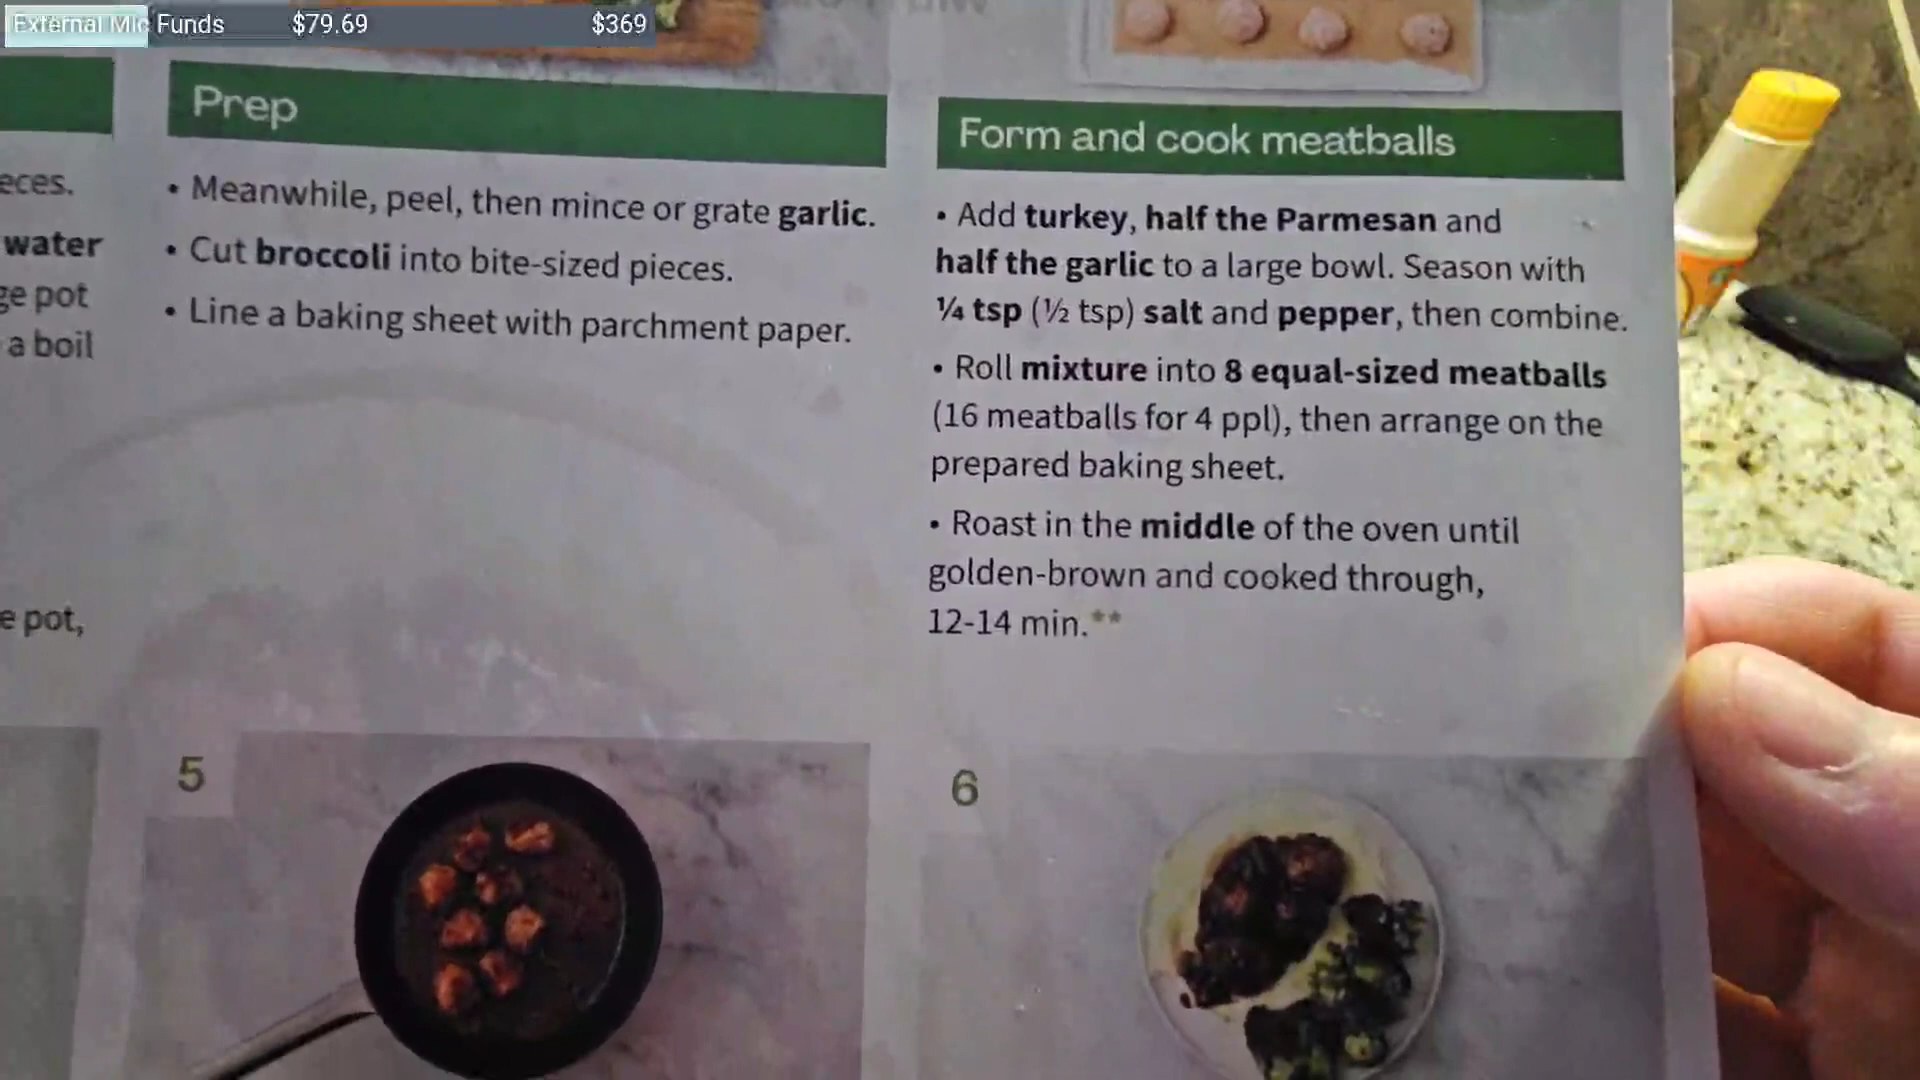 External Mic Funds $79.69 $369
eces.
water
ge pot
a boil
e pot,
Prep
• Meanwhile, peel, then mince or grate garlic.
• Cut broccoli into bite-sized pieces.
• Line a baking sheet with parchment paper.
Form and cook meatballs
• Add turkey, half the Parmesan and
half the garlic to a large bowl. Season with
¼ tsp (½ tsp) salt and pepper, then combine.
• Roll mixture into 8 equal-sized meatballs
(16 meatballs for 4 ppl), then arrange on the
prepared baking sheet.
• Roast in the middle of the oven until
golden-brown and cooked through,
12-14 min.**
5
6